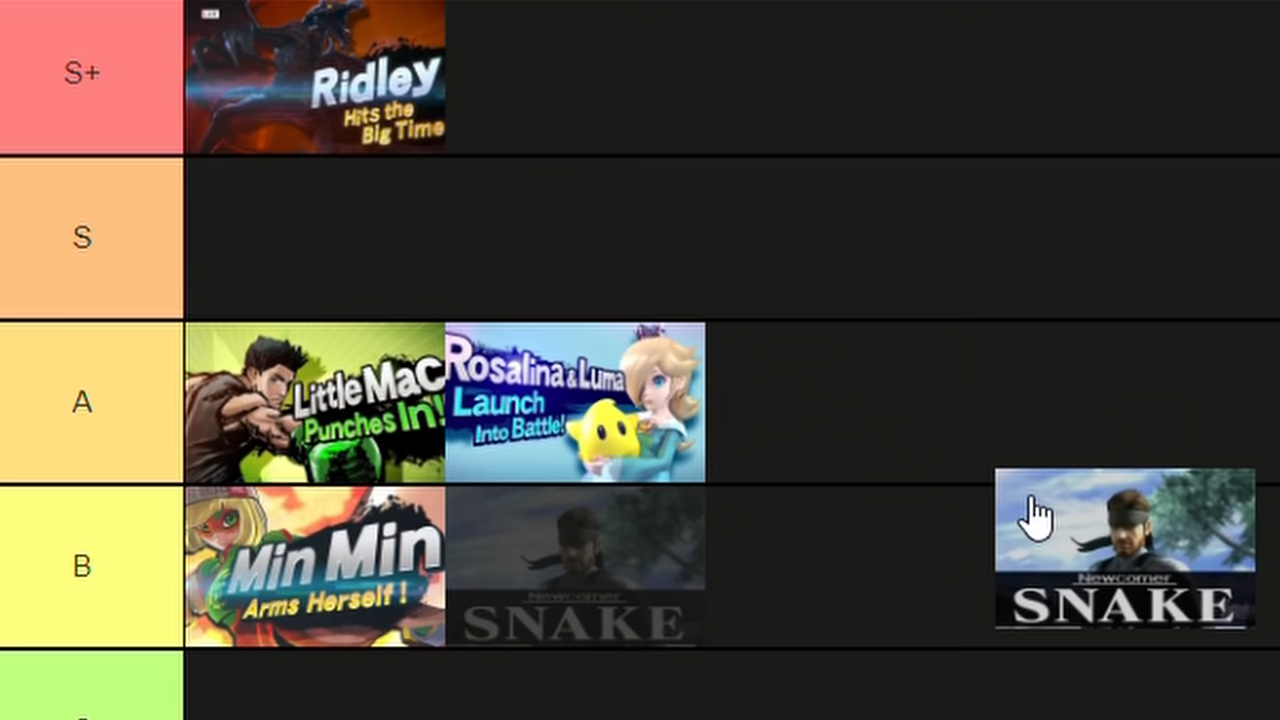 S+
Ridley
Hits the
Big Time
S
A
Little Mac
Punches In!
Rosalina & Luma
Launch
Into Battle!
B
Min Min
Arms Herself!
Newcomer
SNAKE
Newcomer
SNAKE